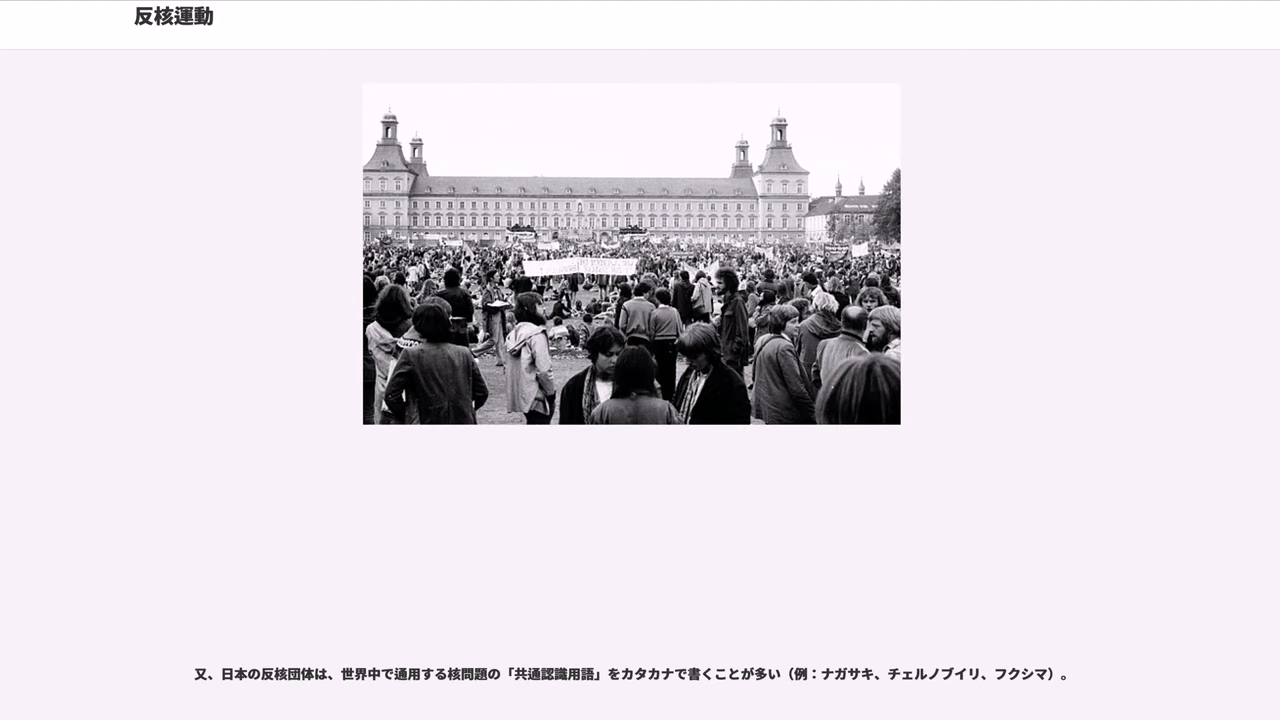 反核運動
又、日本の反核団体は、世界中で通用する核問題の「共通認識用語」をカタカナで書くことが多い（例：ナガサキ、チェルノブイリ、フクシマ）。